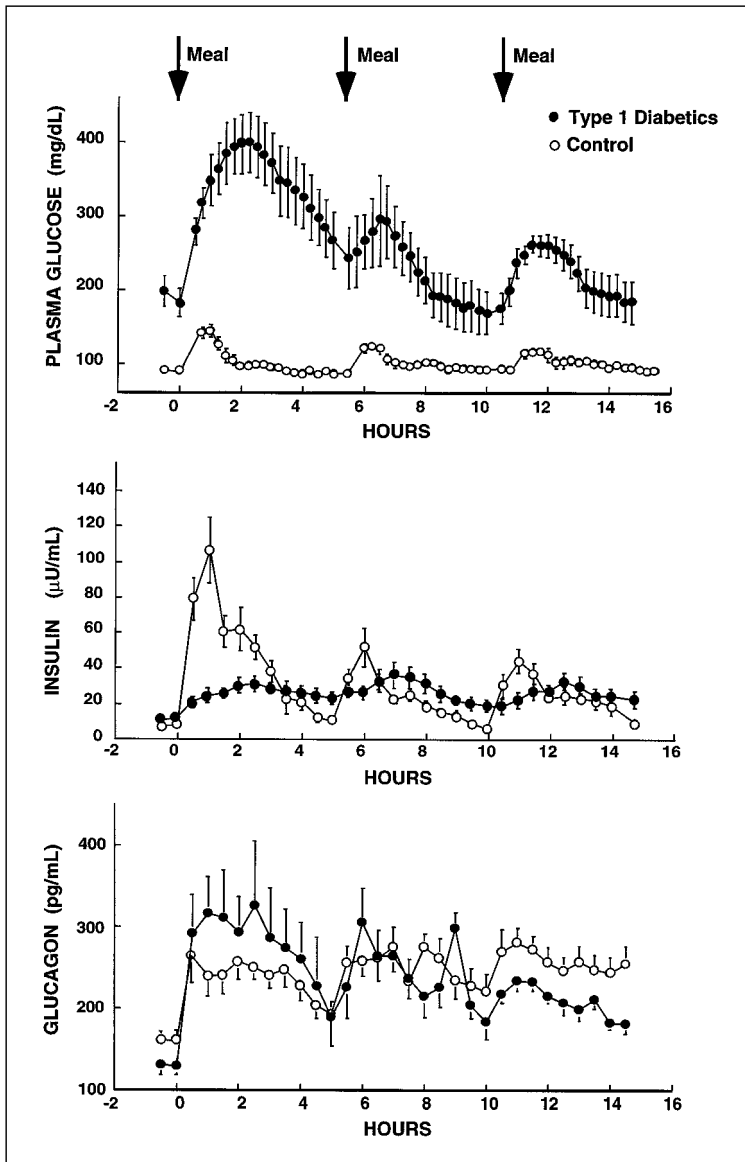 Meal Meal Meal
● Type 1 Diabetics
○ Control
PLASMA GLUCOSE (mg/dL)
400
300
200
100
-2 0 2 4 6 8 10 12 14 16
HOURS
INSULIN (μU/mL)
140
120
100
80
60
40
20
0
-2 0 2 4 6 8 10 12 14 16
HOURS
GLUCAGON (pg/mL)
400
300
200
100
-2 0 2 4 6 8 10 12 14 16
HOURS